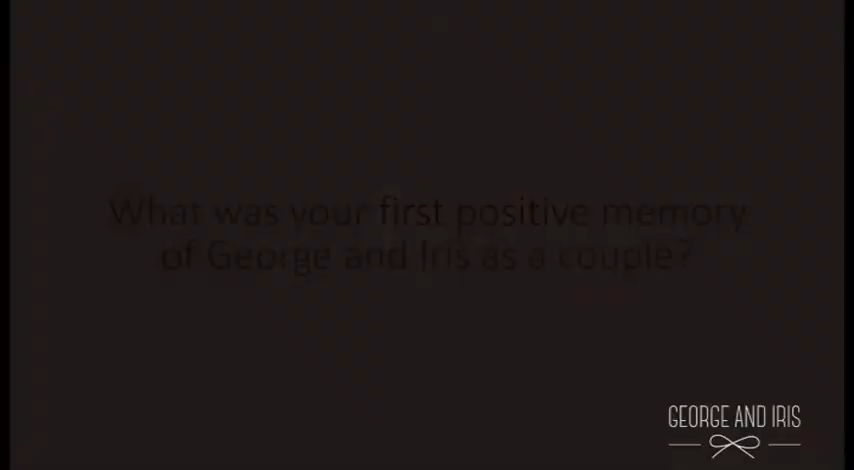 What was your first positive memory
of George and Iris as a couple?
GEORGE AND IRIS